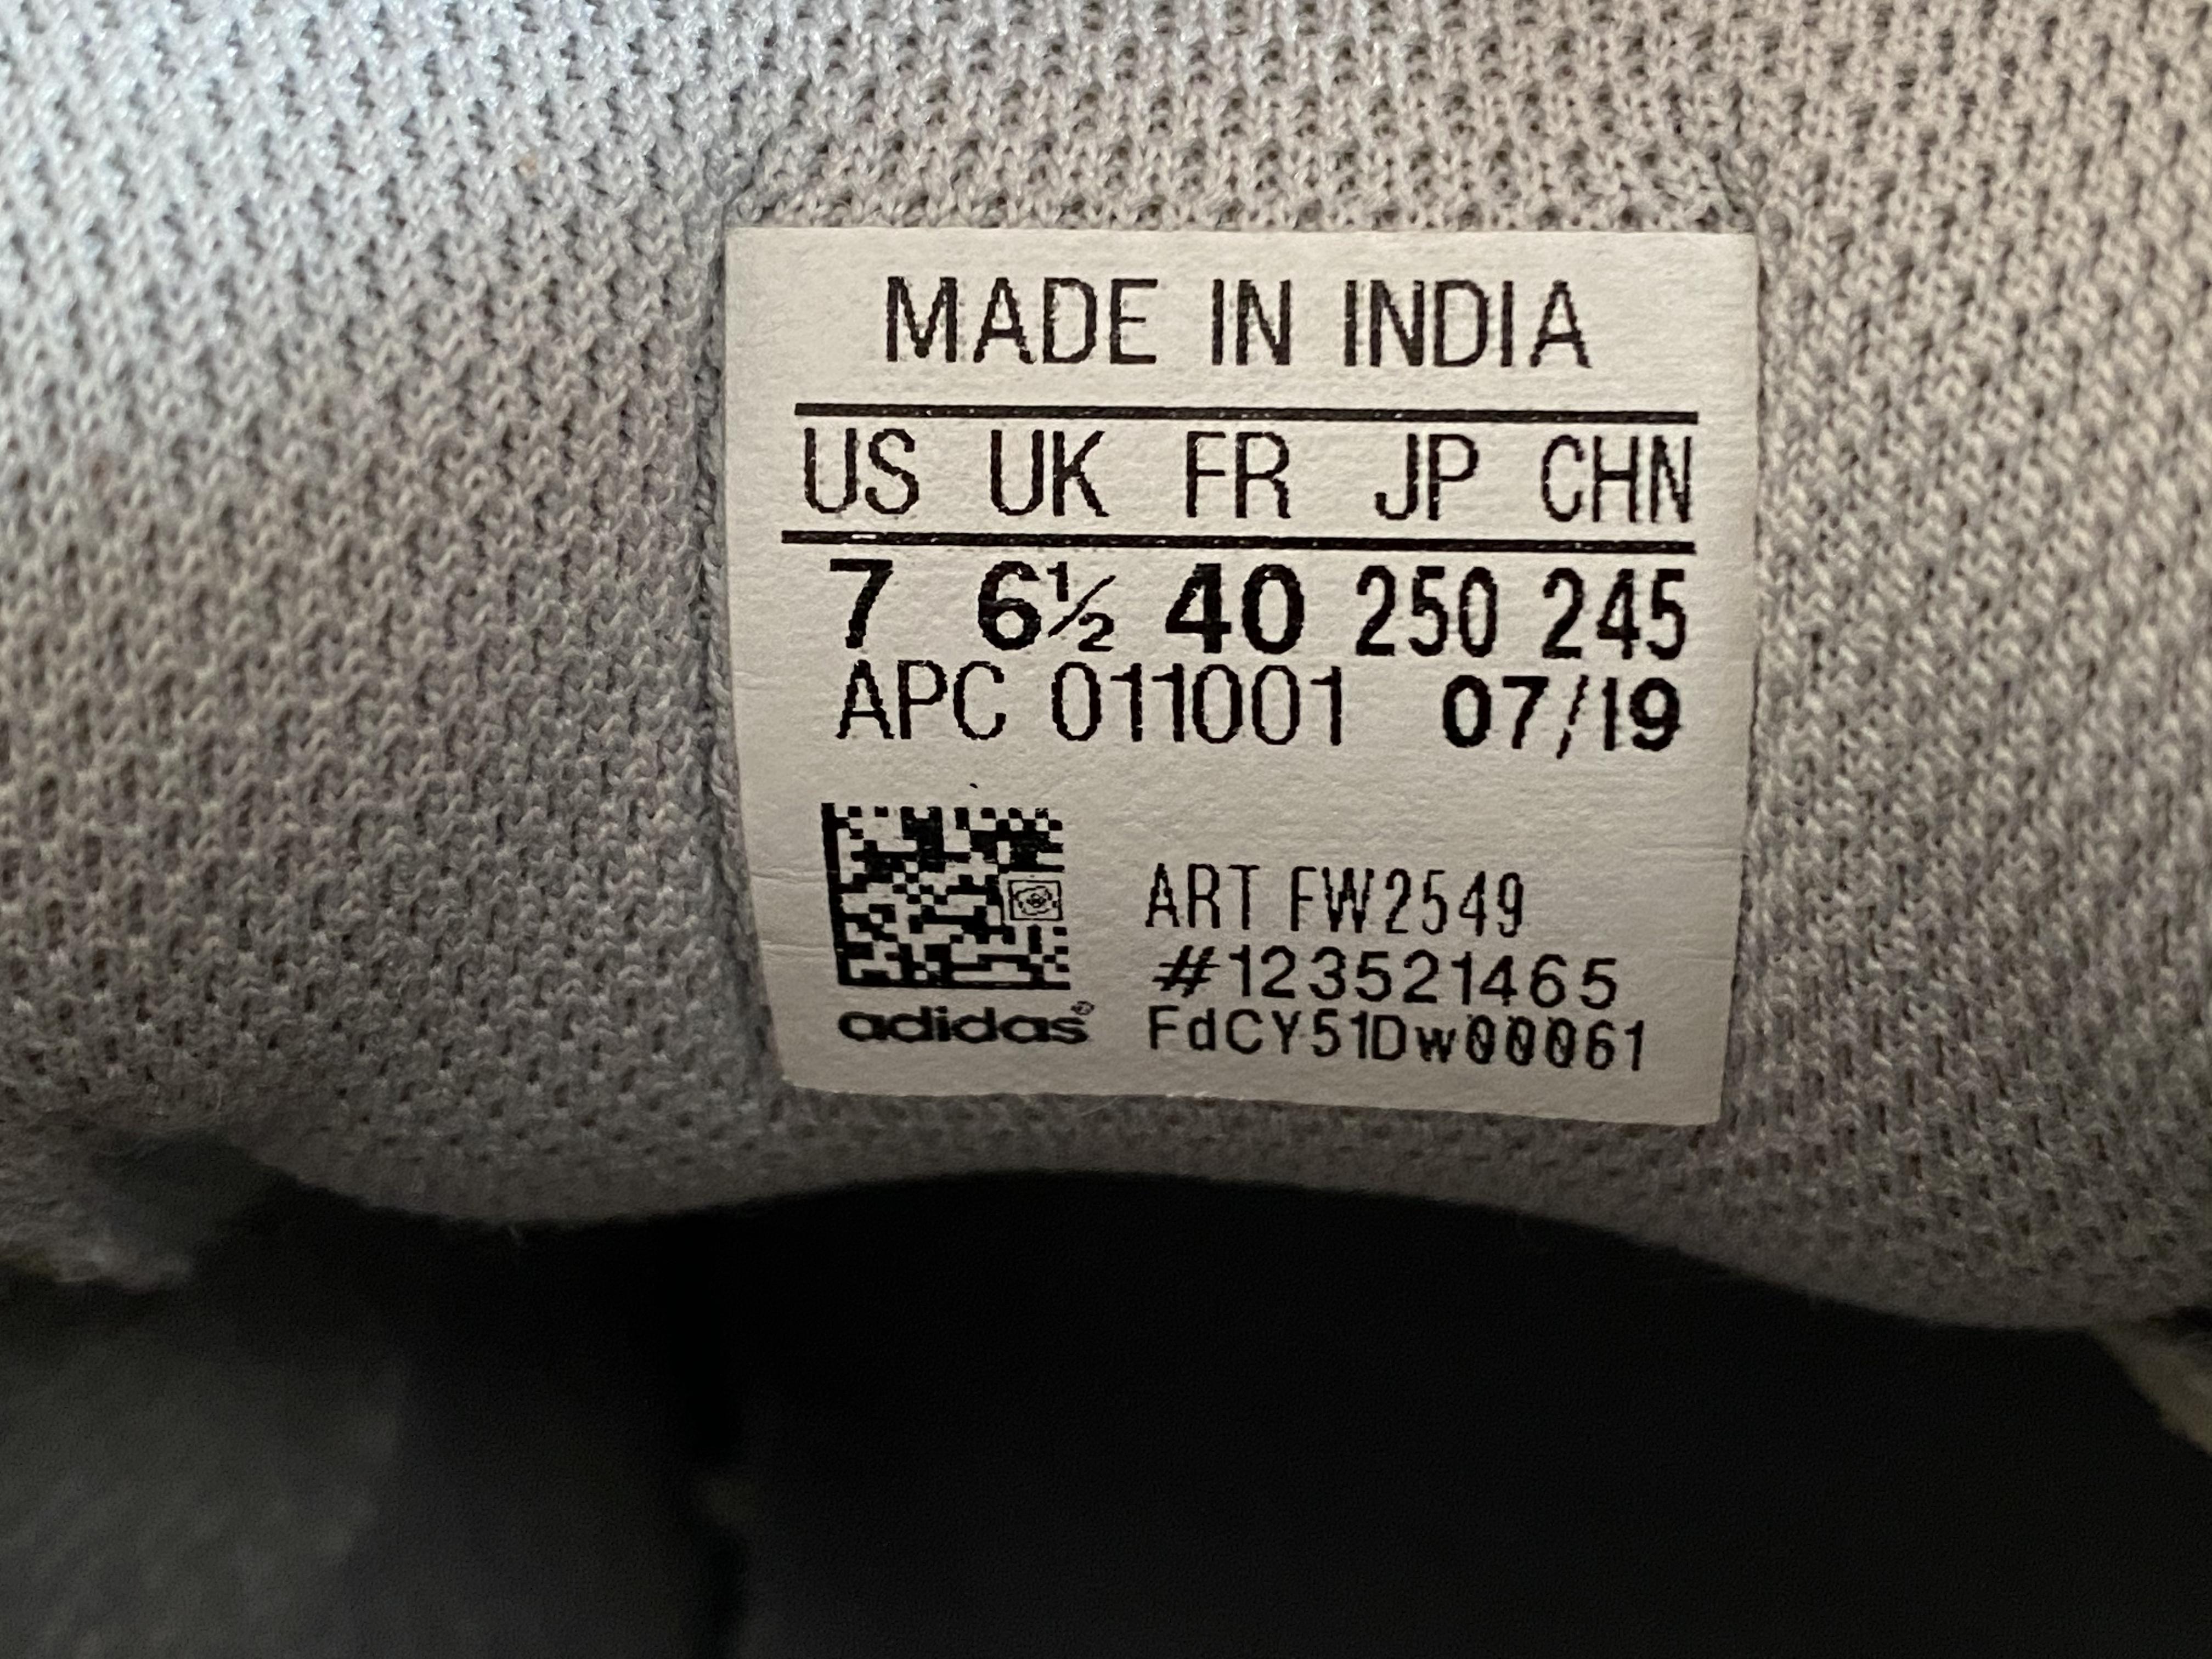 MADE IN INDIA
US UK FR JP CHN
7 6½ 40 250 245
APC 011001 07/19
ART FW2549
#123521465
adidas® FdCY51Dw00061